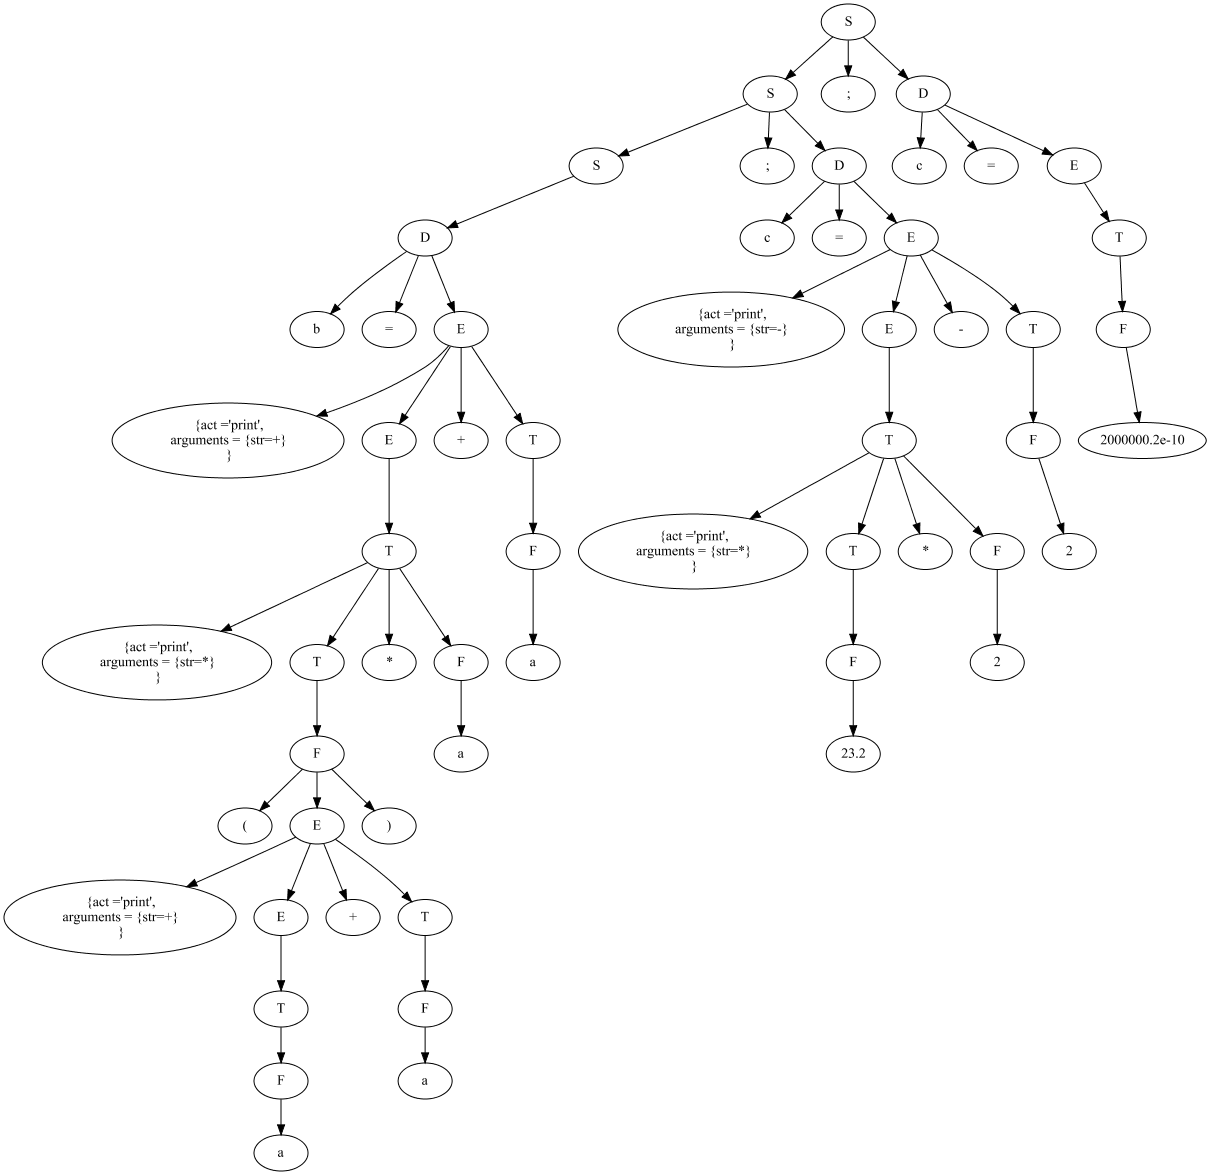 S
S
;
D
S
;
D
c
=
E
D
c
=
E
T
b
=
E
{act ='print',
arguments = {str=-}
}
E
-
T
F
{act ='print',
arguments = {str=+}
}
E
+
T
T
F
2000000.2e-10
T
F
{act ='print',
arguments = {str=*}
}
T
*
F
2
{act ='print',
arguments = {str=*}
}
T
*
F
a
F
2
F
a
23.2
(
E
)
{act ='print',
arguments = {str=+}
}
E
+
T
T
F
F
a
a